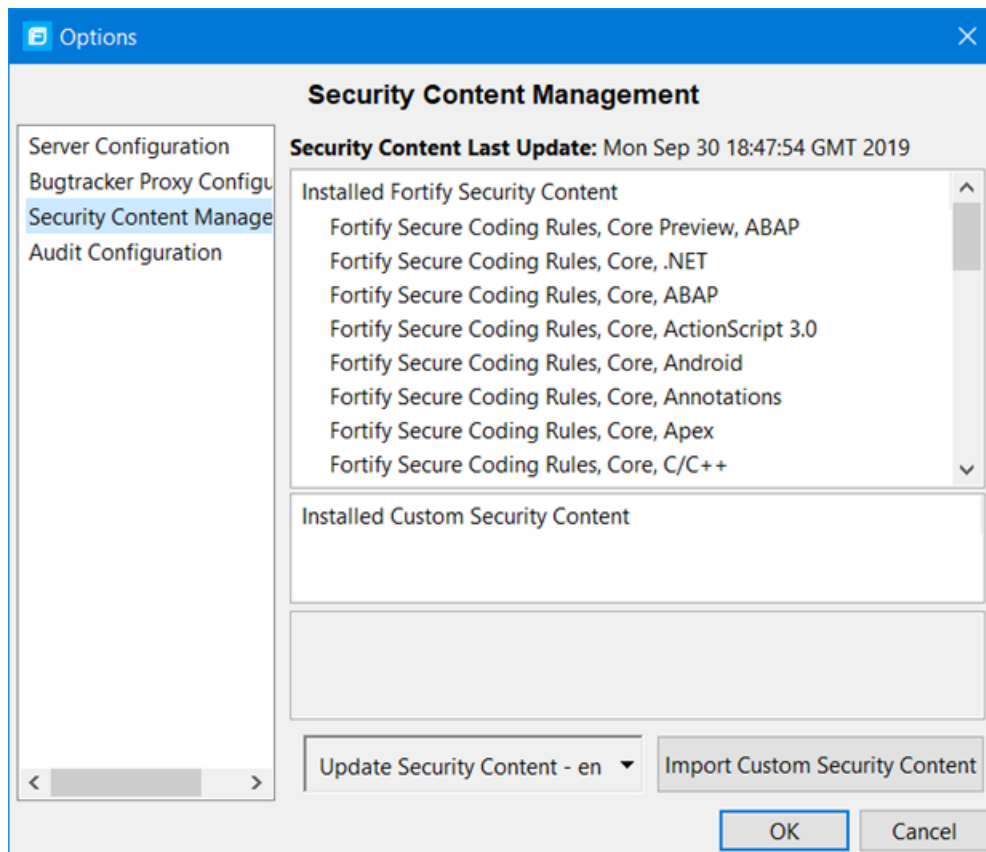 Options
Security Content Management
Server Configuration
Bugtracker Proxy Configu
Security Content Manage
Audit Configuration
Security Content Last Update: Mon Sep 30 18:47:54 GMT 2019
Installed Fortify Security Content
Fortify Secure Coding Rules, Core Preview, ABAP
Fortify Secure Coding Rules, Core, .NET
Fortify Secure Coding Rules, Core, ABAP
Fortify Secure Coding Rules, Core, ActionScript 3.0
Fortify Secure Coding Rules, Core, Android
Fortify Secure Coding Rules, Core, Annotations
Fortify Secure Coding Rules, Core, Apex
Fortify Secure Coding Rules, Core, C/C++
Installed Custom Security Content
Update Security Content - en
Import Custom Security Content
OK
Cancel